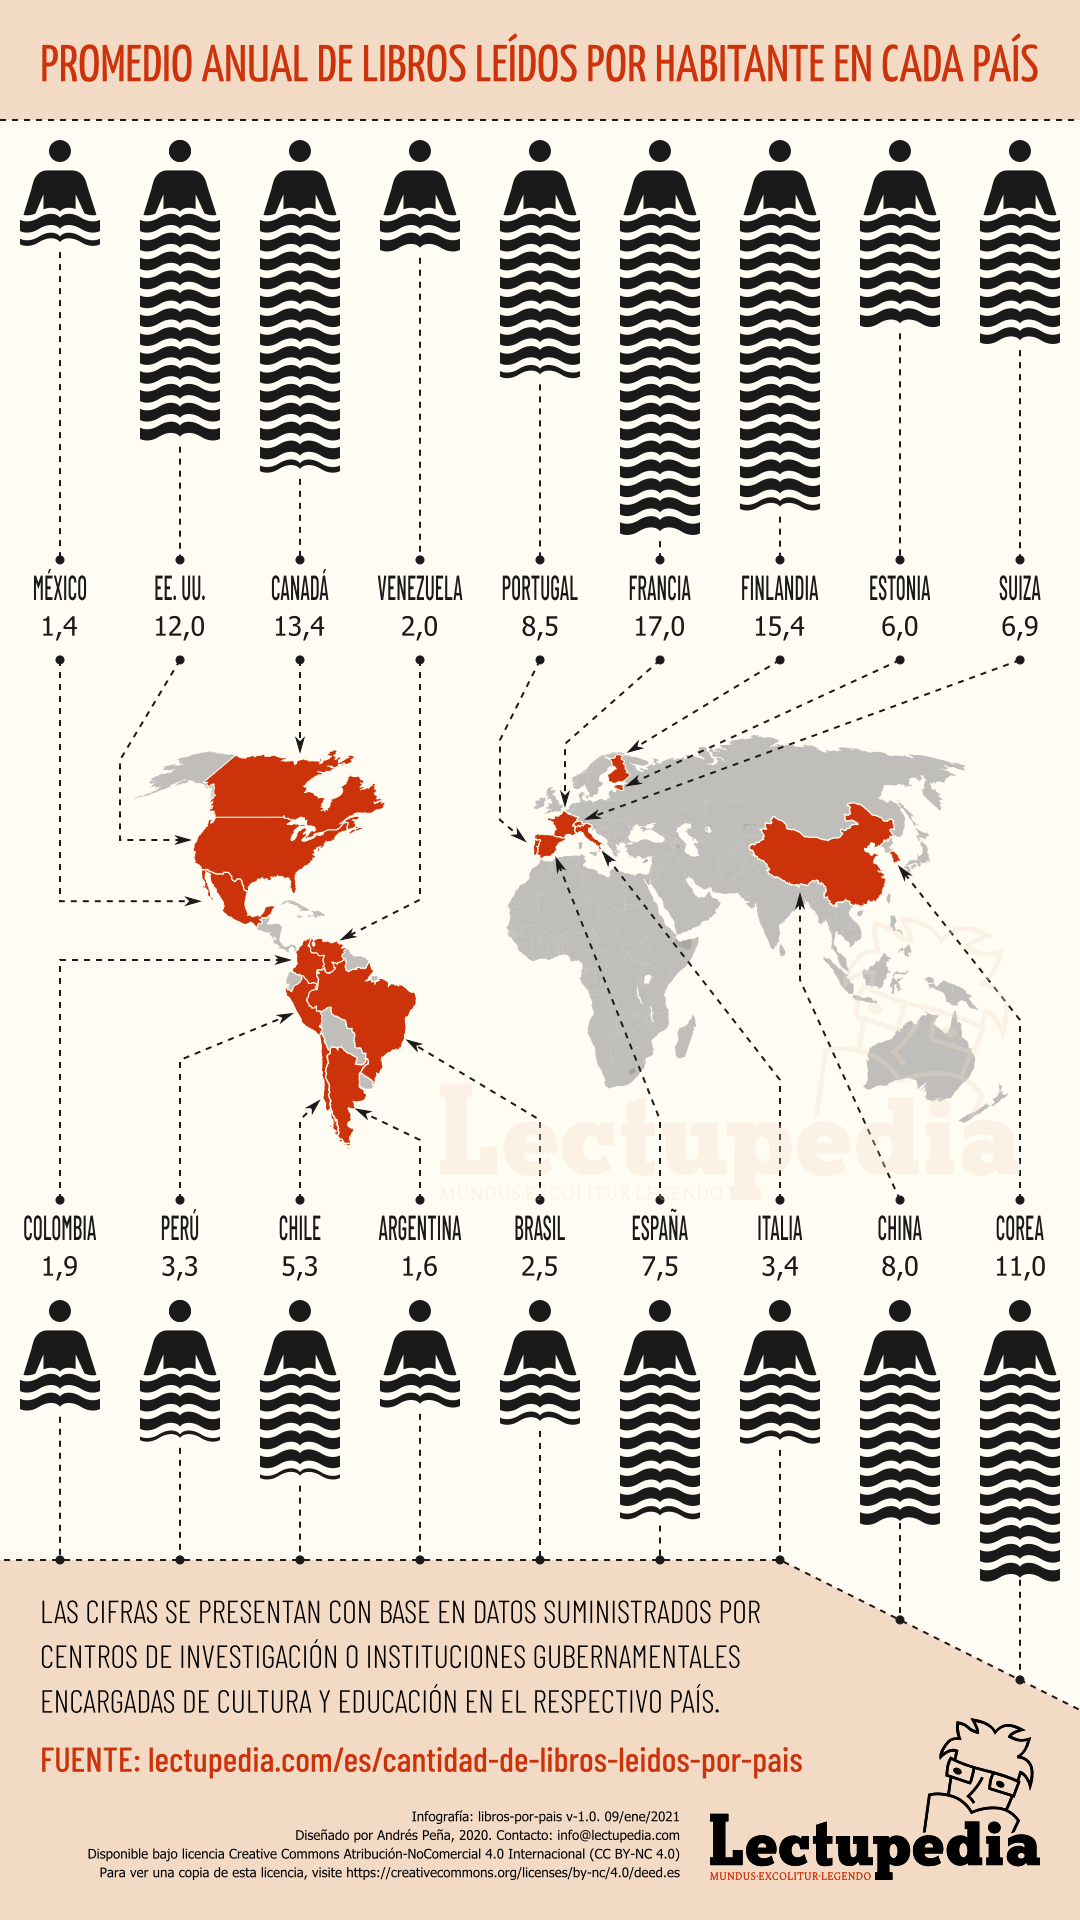 PROMEDIO ANUAL DE LIBROS LEÍDOS POR HABITANTE EN CADA PAÍS
MÉXICO EE. UU. CANADÁ VENEZUELA PORTUGAL FRANCIA FINLANDIA ESTONIA SUIZA
1,4 12,0 13,4 2,0 8,5 17,0 15,4 6,0 6,9
Lectupedia
MUNDUS·EXCOLITUR·LEGENDO
COLOMBIA PERÚ CHILE ARGENTINA BRASIL ESPAÑA ITALIA CHINA COREA
1,9 3,3 5,3 1,6 2,5 7,5 3,4 8,0 11,0
LAS CIFRAS SE PRESENTAN CON BASE EN DATOS SUMINISTRADOS POR
CENTROS DE INVESTIGACIÓN O INSTITUCIONES GUBERNAMENTALES
ENCARGADAS DE CULTURA Y EDUCACIÓN EN EL RESPECTIVO PAÍS.
FUENTE: lectupedia.com/es/cantidad-de-libros-leidos-por-pais
Infografía: libros-por-pais v-1.0. 09/ene/2021
Diseñado por Andrés Peña, 2020. Contacto: info@lectupedia.com
Disponible bajo licencia Creative Commons Atribución-NoComercial 4.0 Internacional (CC BY-NC 4.0)
Para ver una copia de esta licencia, visite https://creativecommons.org/licenses/by-nc/4.0/deed.es
Lectupedia
MUNDUS·EXCOLITUR·LEGENDO